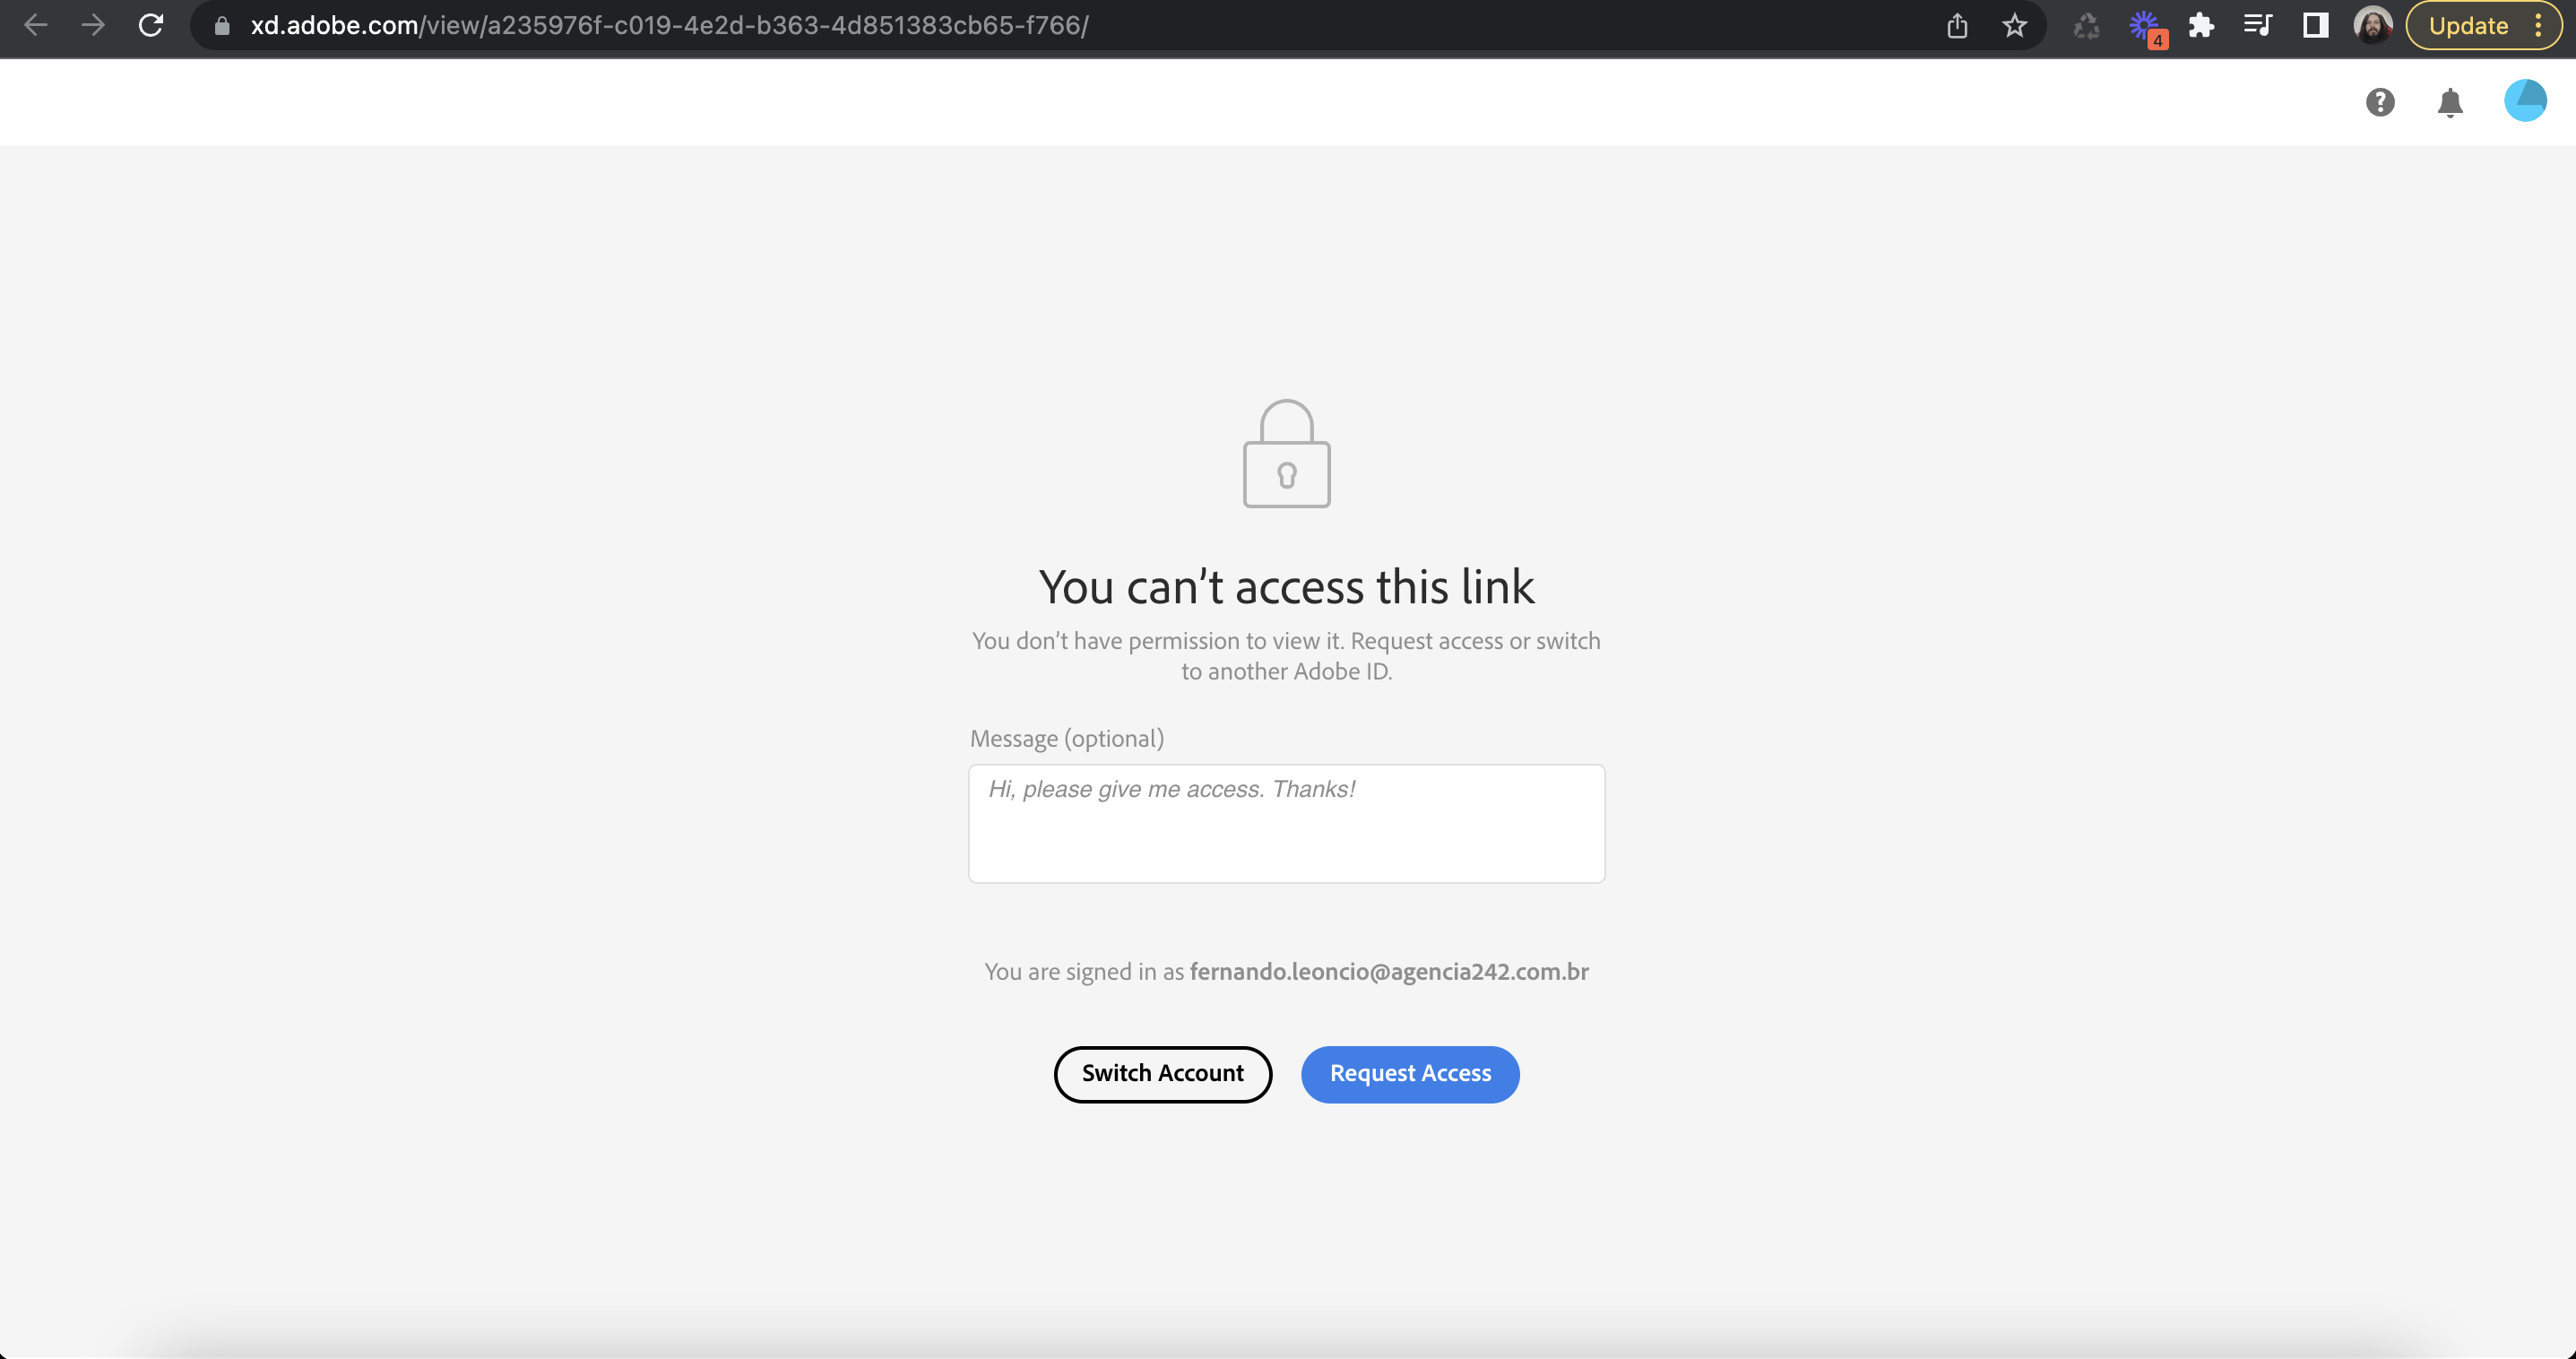 xd.adobe.com/view/a235976f-c019-4e2d-b363-4d851383cb65-f766/
4
Update
You can’t access this link
You don’t have permission to view it. Request access or switch
to another Adobe ID.
Message (optional)
Hi, please give me access. Thanks!
You are signed in as fernando.leoncio@agencia242.com.br
Switch Account
Request Access